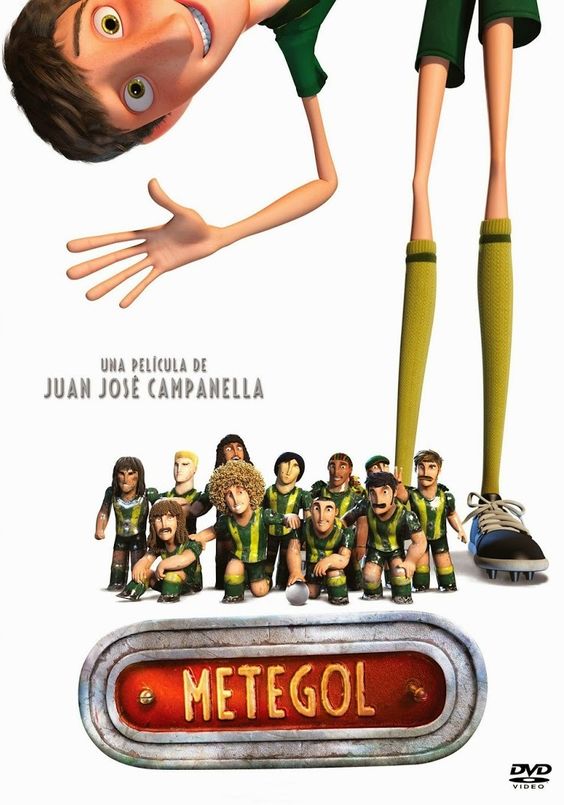 UNA PELÍCULA DE
JUAN JOSÉ CAMPANELLA
METEGOL
DVD
VIDEO